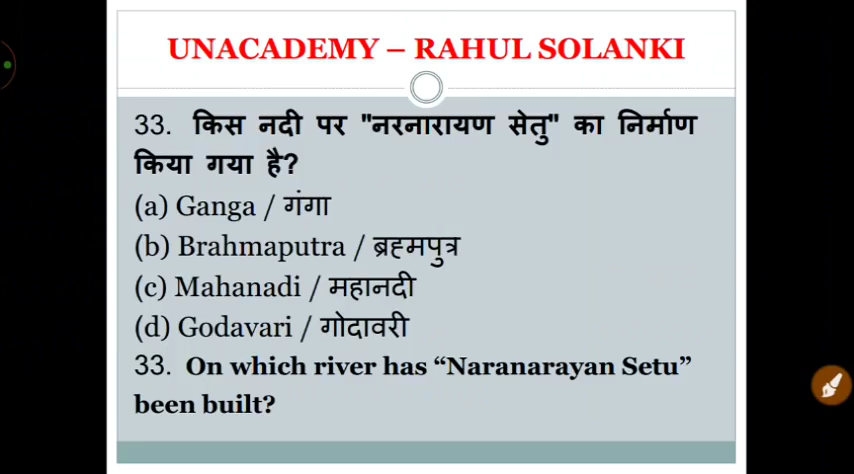 UNACADEMY – RAHUL SOLANKI
33. किस नदी पर "नरनारायण सेतु" का निर्माण
किया गया है?
(a) Ganga / गंगा
(b) Brahmaputra / ब्रह्मपुत्र
(c) Mahanadi / महानदी
(d) Godavari / गोदावरी
33. On which river has “Naranarayan Setu”
been built?